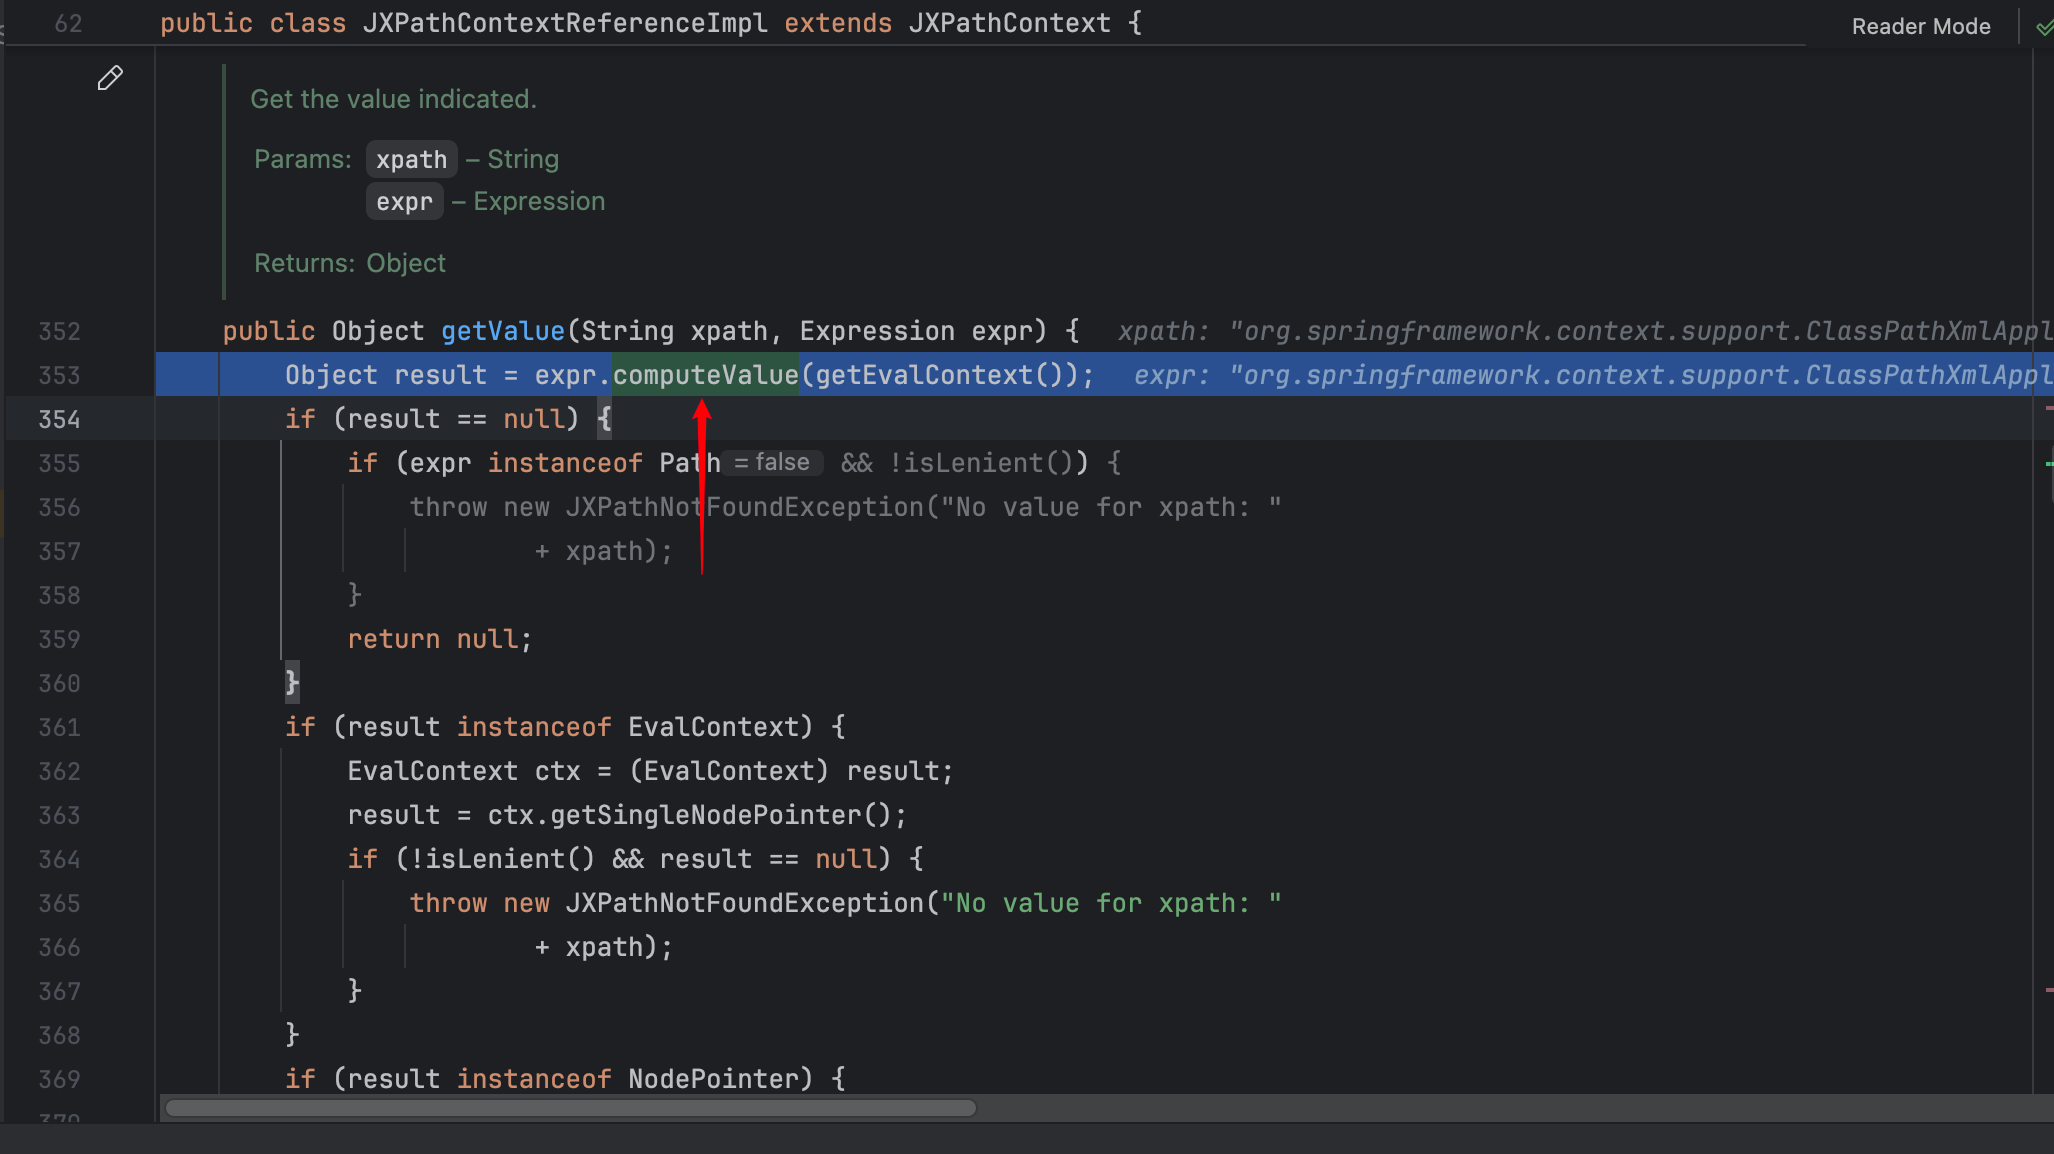 62 public class JXPathContextReferenceImpl extends JXPathContext {
Reader Mode
Get the value indicated.
Params: xpath – String
expr – Expression
Returns: Object
352 public Object getValue(String xpath, Expression expr) { xpath: "org.springframework.context.support.ClassPathXmlAppl
353 Object result = expr.computeValue(getEvalContext()); expr: "org.springframework.context.support.ClassPathXmlAppl
354 if (result == null) {
355 if (expr instanceof Path = false && !isLenient()) {
356 throw new JXPathNotFoundException("No value for xpath: "
357 + xpath);
358 }
359 return null;
360 }
361 if (result instanceof EvalContext) {
362 EvalContext ctx = (EvalContext) result;
363 result = ctx.getSingleNodePointer();
364 if (!isLenient() && result == null) {
365 throw new JXPathNotFoundException("No value for xpath: "
366 + xpath);
367 }
368 }
369 if (result instanceof NodePointer) {